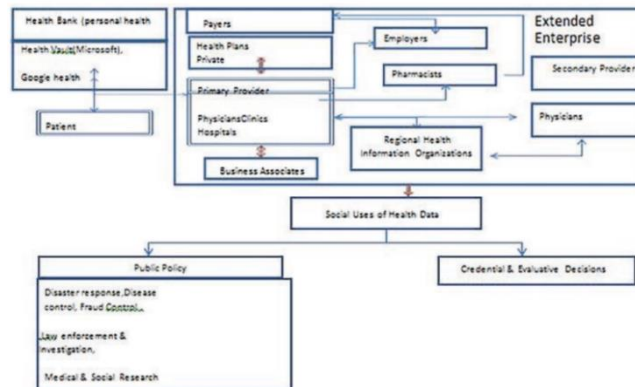 Health Bank (personal health
Health Vault(Microsoft),
Google health
Patient
Payers
Health Plans
Private
Primary Provider
PhysiciansClinics
Hospitals
Business Associates
Employers
Pharmacists
Regional Health
Information Organizations
Extended
Enterprise
Secondary Provider
Physicians
Social Uses of Health Data
Public Policy
Disaster response,Disease
control, Fraud Control,.
Law enforcement &
Investigation,
Medical & Social Research
Credential & Evaluative Decisions